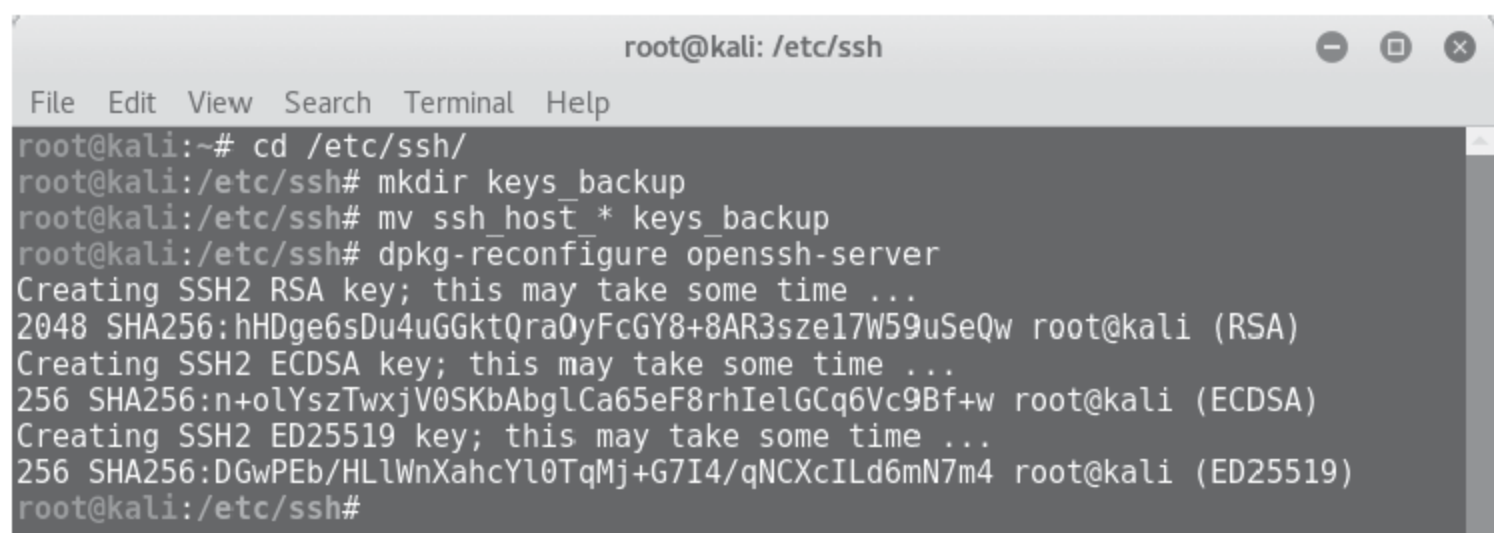 root@kali: /etc/ssh
File Edit View Search Terminal Help
root@kali:~# cd /etc/ssh/
root@kali:/etc/ssh# mkdir keys_backup
root@kali:/etc/ssh# mv ssh_host_* keys_backup
root@kali:/etc/ssh# dpkg-reconfigure openssh-server
Creating SSH2 RSA key; this may take some time ...
2048 SHA256:hHDge6sDu4uGGktQraOyFcGY8+8AR3sze17W59uSeQw root@kali (RSA)
Creating SSH2 ECDSA key; this may take some time ...
256 SHA256:n+olYszTwxjV0SKbAbglCa65eF8rhIelGCq6Vc9Bf+w root@kali (ECDSA)
Creating SSH2 ED25519 key; this may take some time ...
256 SHA256:DGwPEb/HLlWnXahcYl0TqMj+G7I4/qNCXcILd6mN7m4 root@kali (ED25519)
root@kali:/etc/ssh#